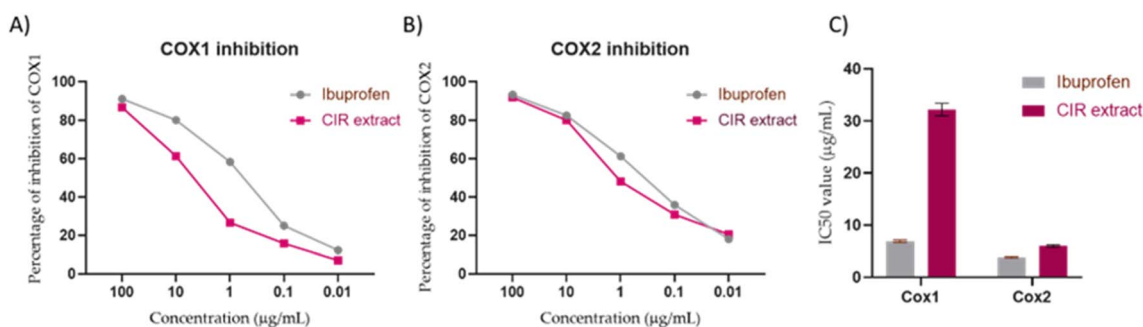 A)
COX1 inhibition
Percentage of inhibition of COX1
100
80
60
40
20
0
Ibuprofen
CIR extract
100 10 1 0.1 0.01
Concentration (μg/mL)
B)
COX2 inhibition
Percentage of inhibition of COX2
100
80
60
40
20
0
Ibuprofen
CIR extract
100 10 1 0.1 0.01
Concentration (μg/mL)
C)
IC50 value (μg/mL)
40
30
20
10
0
Ibuprofen
CIR extract
Cox1 Cox2